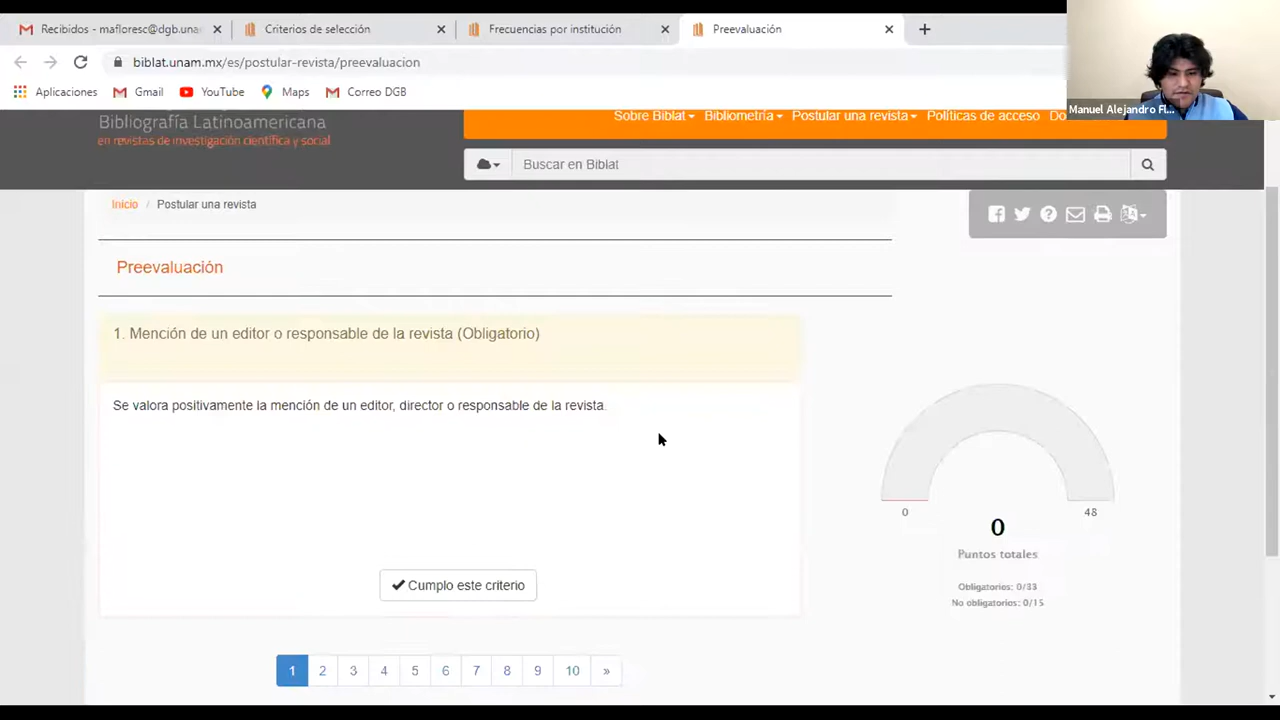 Recibidos - mafloresc@dgb.una
Criterios de selección
Frecuencias por institución
Preevaluación
biblat.unam.mx/es/postular-revista/preevaluacion
Aplicaciones
Gmail
YouTube
Maps
Correo DGB
Manuel Alejandro Fl...
Bibliografía Latinoamericana
en revistas de investigación científica y social
Sobre Biblat
Bibliometría
Postular una revista
Políticas de acceso
Do
Buscar en Biblat
Inicio / Postular una revista
Preevaluación
1. Mención de un editor o responsable de la revista (Obligatorio)
Se valora positivamente la mención de un editor, director o responsable de la revista.
Cumplo este criterio
0
48
0
Puntos totales
Obligatorios: 0/33
No obligatorios: 0/15
1 2 3 4 5 6 7 8 9 10 »